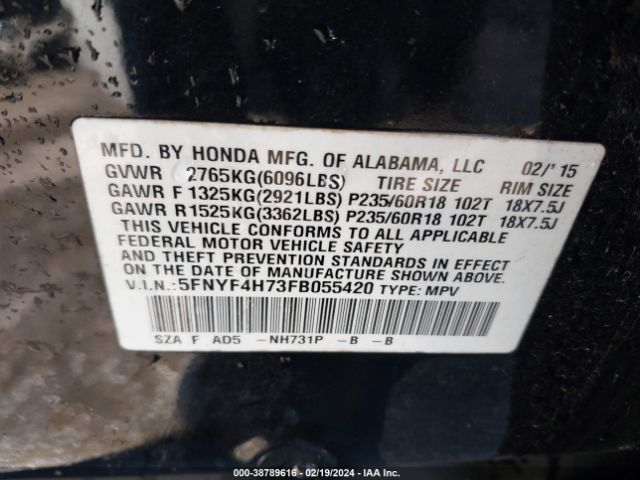 MFD. BY HONDA MFG. OF ALABAMA, LLC 02/'15
GVWR 2765KG(6096LBS) TIRE SIZE RIM SIZE
GAWR F 1325KG(2921LBS) P235/60R18 102T 18X7.5J
GAWR R 1525KG(3362LBS) P235/60R18 102T 18X7.5J
THIS VEHICLE CONFORMS TO ALL APPLICABLE
FEDERAL MOTOR VEHICLE SAFETY
AND THEFT PREVENTION STANDARDS IN EFFECT
ON THE DATE OF MANUFACTURE SHOWN ABOVE.
V.I.N.:5FNYF4H73FB055420 TYPE: MPV
SZA F AD5 -NH731P -B -B
000-38789616 - 02/19/2024 - IAA Inc.